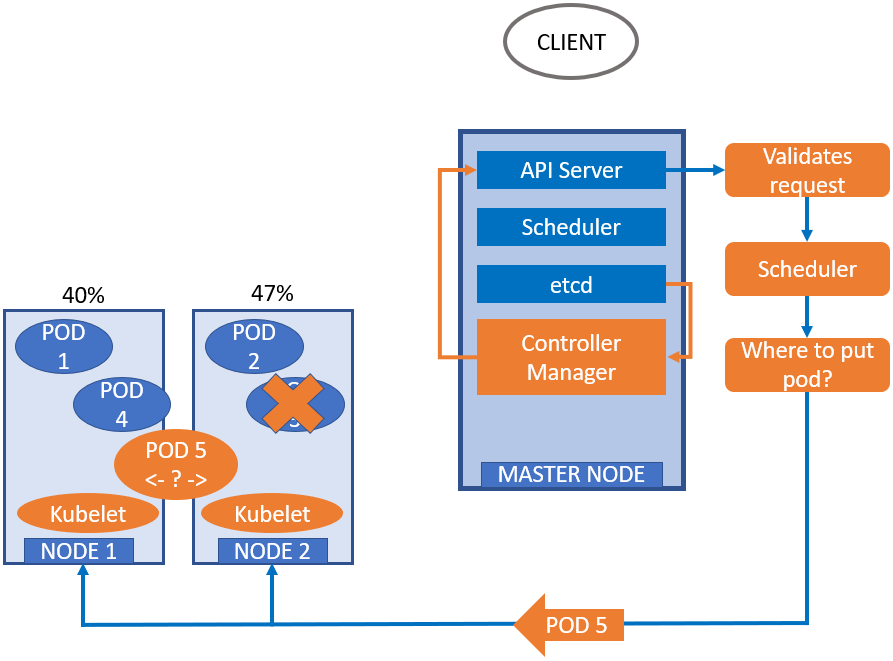 CLIENT
API Server
Validates
request
Scheduler
Scheduler
etcd
40%
47%
Controller
Manager
Where to put
pod?
POD
1
POD
2
POD
4
POD 5
<- ? ->
MASTER NODE
Kubelet
Kubelet
NODE 1
NODE 2
POD 5